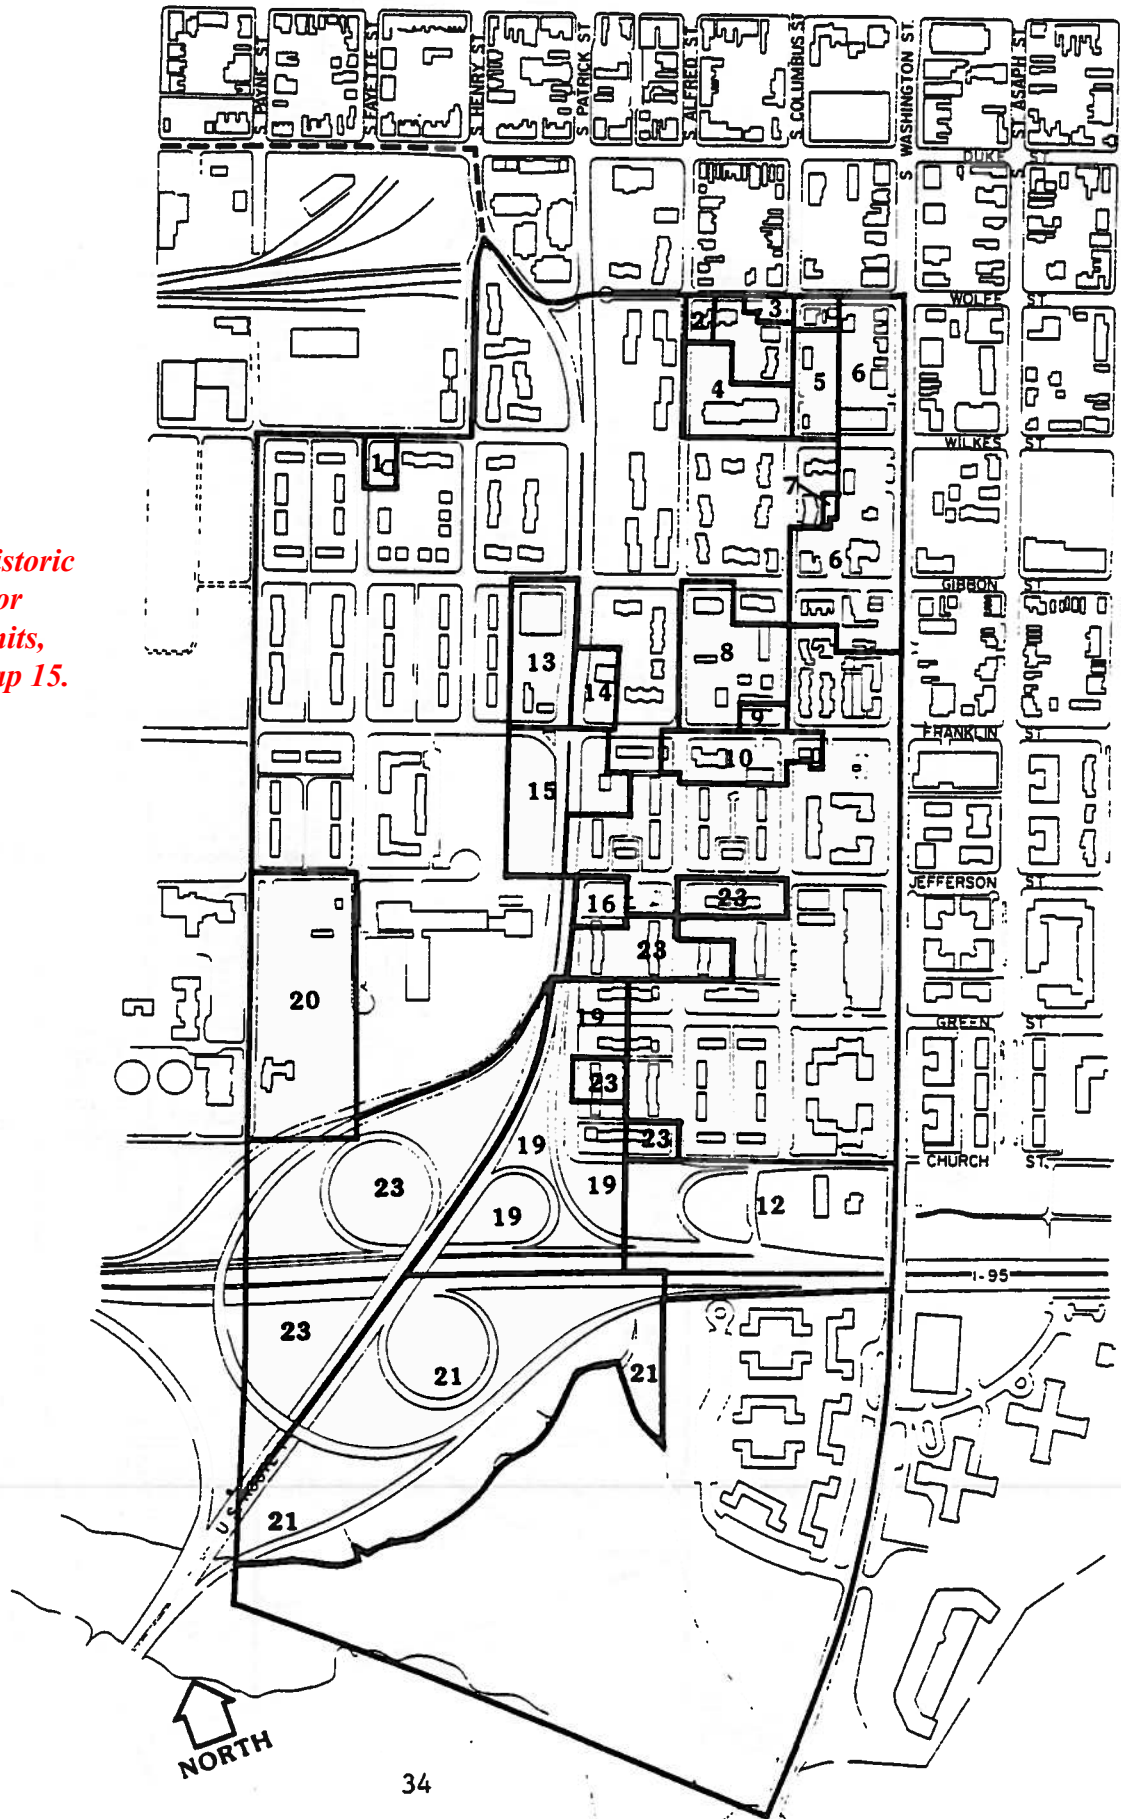 S. PAYNE ST.
S. FAYETTE ST.
S. HENRY ST.
S PATRICK ST
S ALFRED ST.
S. COLUMBUS ST
S WASHINGTON ST.
S ST ASAPH ST.
DUKE ST
WOLFE ST
2
3
4
5
6
WILKES ST
1
7
6
GIBBON ST
istoric
or
nits,
ap 15.
13
14
8
9
FRANKLIN ST
10
15
JEFFERSON ST
16
23
23
20
19
GREEN ST
23
19
23
CHURCH ST.
23
19
19
12
I-95
23
21
21
U.S. ROUTE 1
21
NORTH
34